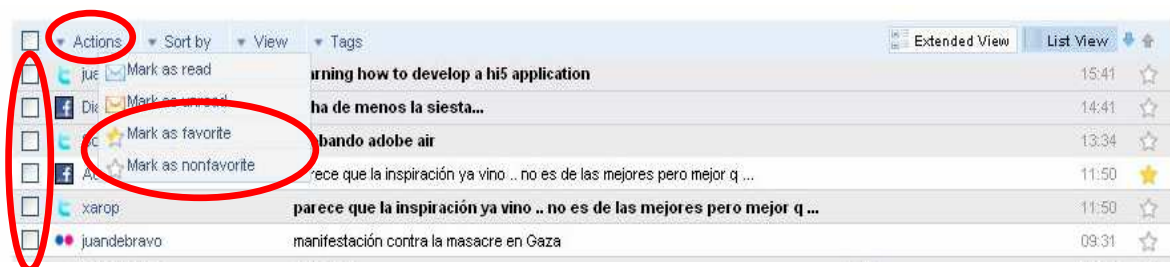 Actions Sort by View Tags Extended View List View
Mark as read
arning how to develop a hi5 application 15:41
Mark as unread
ha de menos la siesta... 14:41
Mark as favorite
bando adobe air 13:34
Mark as nonfavorite
rece que la inspiración ya vino .. no es de las mejores pero mejor q ... 11:50
xarop parece que la inspiración ya vino .. no es de las mejores pero mejor q ... 11:50
juandebravo manifestación contra la masacre en Gaza 09:31